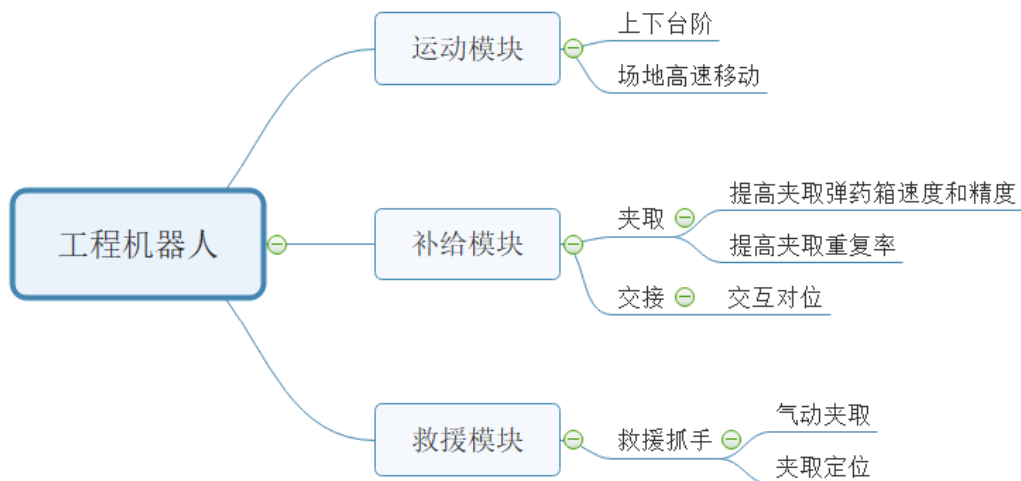 工程机器人
运动模块
上下台阶
场地高速移动
补给模块
夹取
提高夹取弹药箱速度和精度
提高夹取重复率
交接
交互对位
救援模块
救援抓手
气动夹取
夹取定位